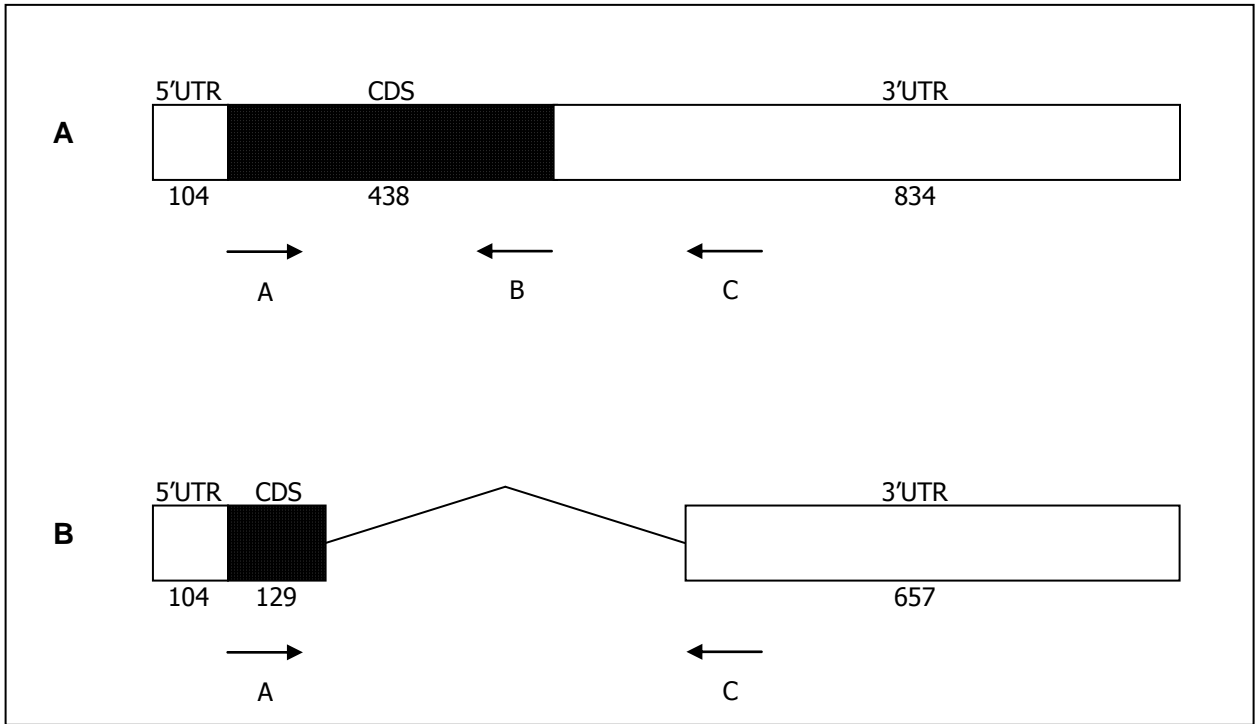 5'UTR CDS 3'UTR
A
104 438 834
A B C
5'UTR CDS 3'UTR
B
104 129 657
A C